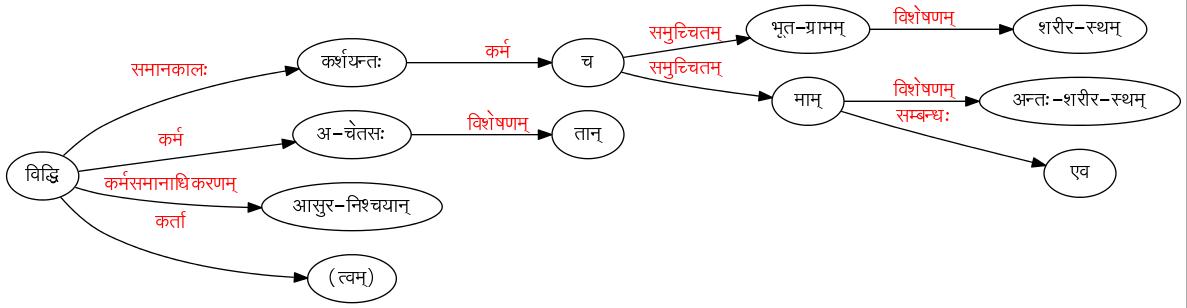 समुच्चितम्
भूत-ग्रामम्
विशेषणम्
शरीर-स्थम्
समानकालः
कर्शयन्तः
कर्म
च
समुच्चितम्
माम्
विशेषणम्
अन्तः-शरीर-स्थम्
सम्बन्धः
कर्म
अ-चेतसः
विशेषणम्
तान्
विद्धि
एव
कर्मसमानाधिकरणम्
आसुर-निश्चयान्
कर्ता
(त्वम्)